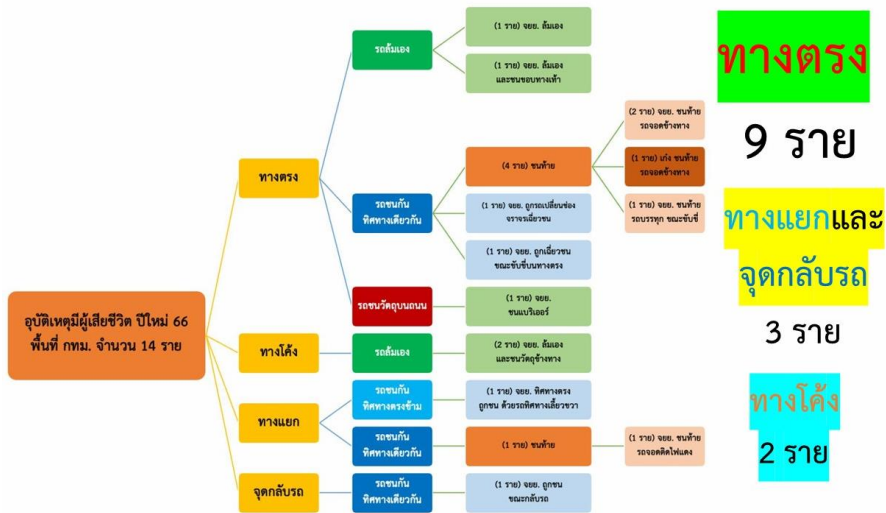 อุบัติเหตุมีผู้เสียชีวิต ปีใหม่ 66
พื้นที่ กทม. จำนวน 14 ราย
ทางตรง
รถล้มเอง
(1 ราย) จยย. ล้มเอง
(1 ราย) จยย. ล้มเอง
และชนขอบทางเท้า
รถชนกัน
ทิศทางเดียวกัน
(4 ราย) ชนท้าย
(2 ราย) จยย. ชนท้าย
รถจอดข้างทาง
(1 ราย) เก๋ง ชนท้าย
รถจอดข้างทาง
(1 ราย) จยย. ชนท้าย
รถบรรทุก ขณะขับขี่
(1 ราย) จยย. ถูกรถเปลี่ยนช่อง
จราจรเฉี่ยวชน
(1 ราย) จยย. ถูกเฉี่ยวชน
ขณะขับขี่บนทางตรง
รถชนวัตถุบนถนน
(1 ราย) จยย.
ชนแบริเออร์
ทางโค้ง
รถล้มเอง
(2 ราย) จยย. ล้มเอง
และชนวัตถุข้างทาง
ทางแยก
รถชนกัน
ทิศทางตรงข้าม
(1 ราย) จยย. ทิศทางตรง
ถูกชน ด้วยรถทิศทางเลี้ยวขวา
รถชนกัน
ทิศทางเดียวกัน
(1 ราย) ชนท้าย
(1 ราย) จยย. ชนท้าย
รถจอดติดไฟแดง
จุดกลับรถ
รถชนกัน
ทิศทางเดียวกัน
(1 ราย) จยย. ถูกชน
ขณะกลับรถ
ทางตรง
9 ราย
ทางแยกและ
จุดกลับรถ
3 ราย
ทางโค้ง
2 ราย